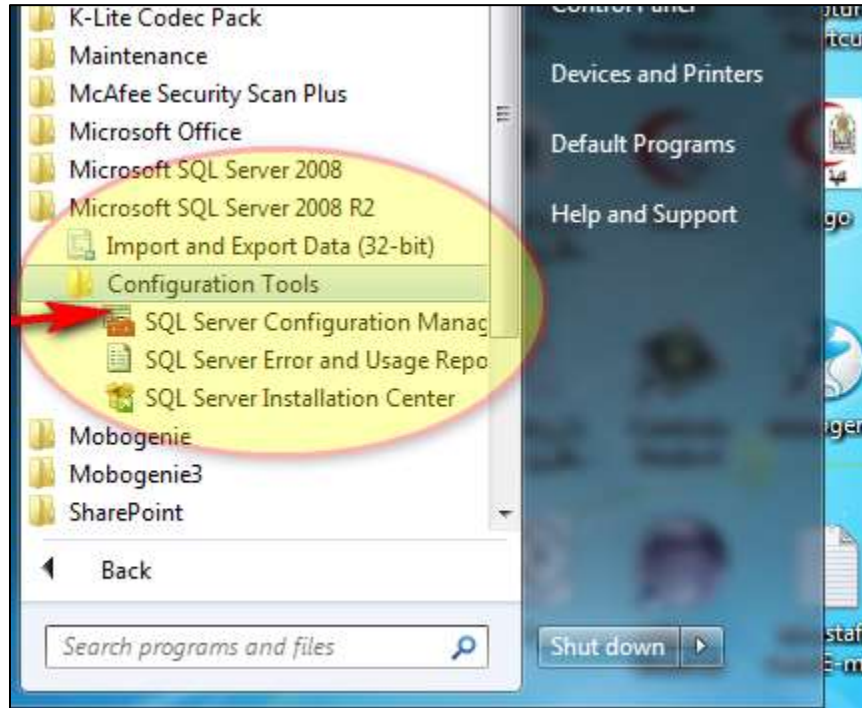 K-Lite Codec Pack
Maintenance
McAfee Security Scan Plus
Microsoft Office
Microsoft SQL Server 2008
Microsoft SQL Server 2008 R2
Import and Export Data (32-bit)
Configuration Tools
SQL Server Configuration Manag
SQL Server Error and Usage Repo
SQL Server Installation Center
Mobogenie
Mobogenie3
SharePoint
Back
Search programs and files
Control Panel
Devices and Printers
Default Programs
Help and Support
Shut down